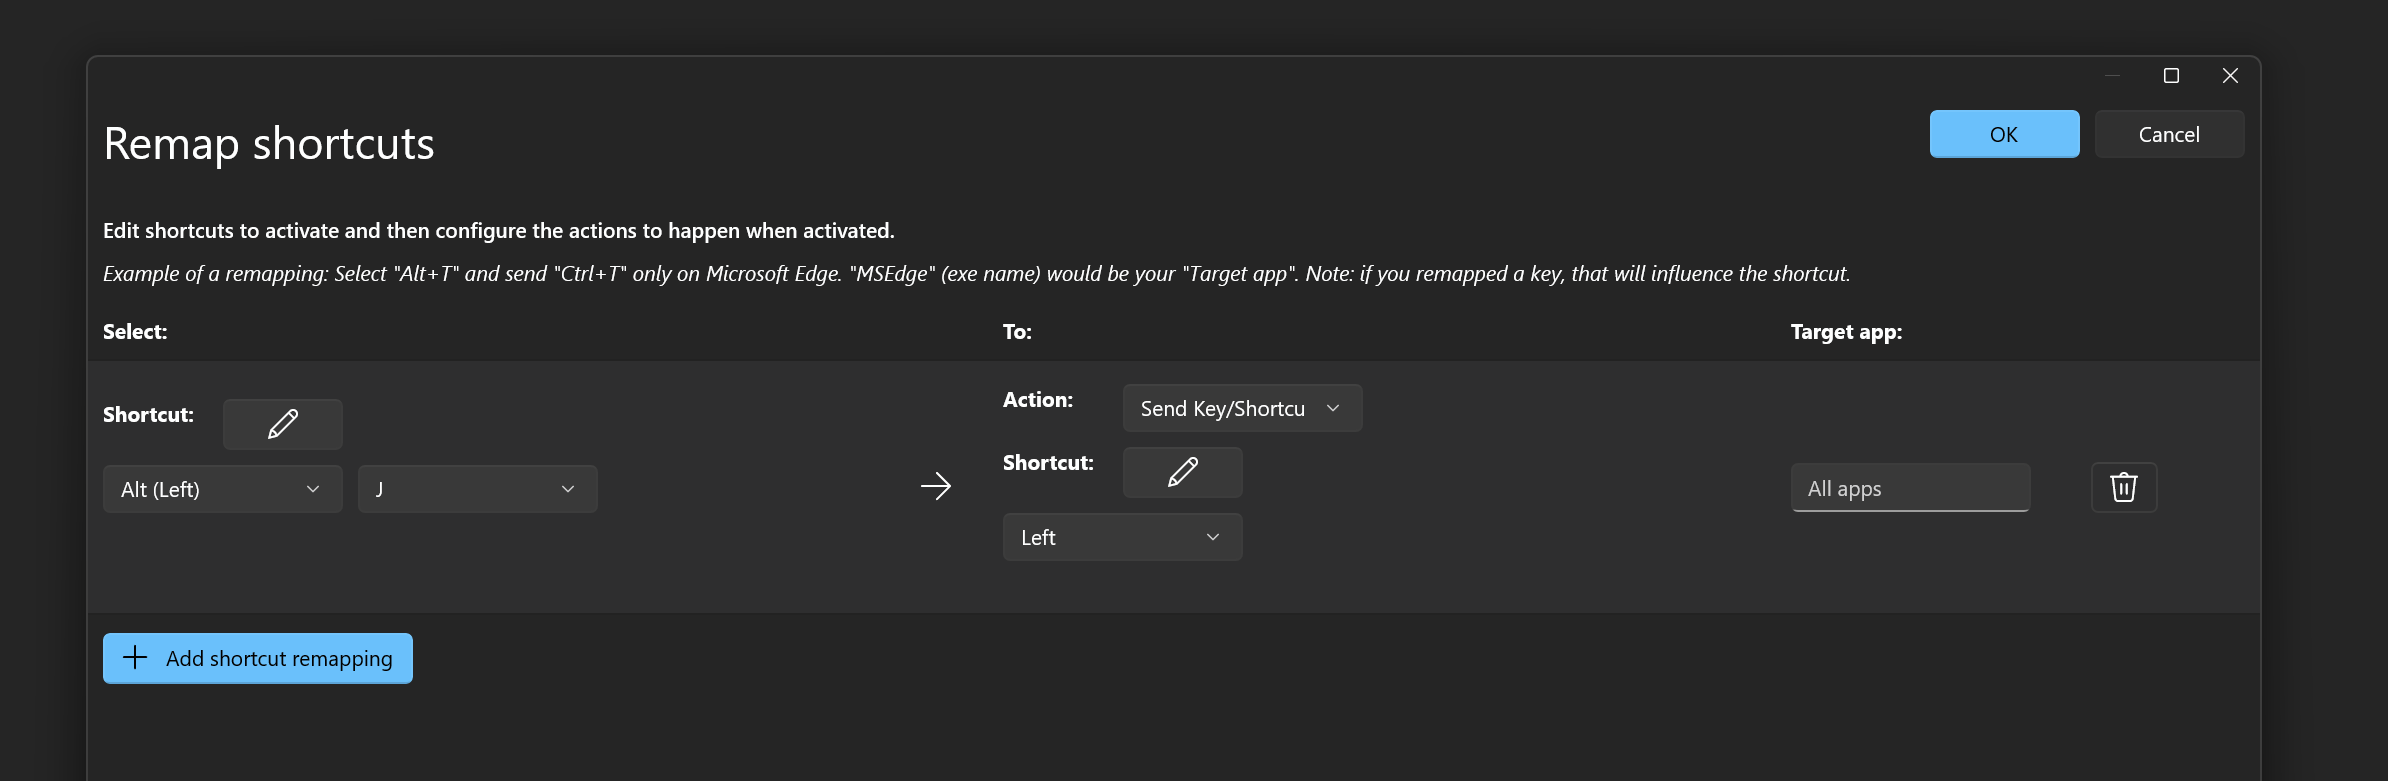 Remap shortcuts
OK
Cancel
Edit shortcuts to activate and then configure the actions to happen when activated.
Example of a remapping: Select "Alt+T" and send "Ctrl+T" only on Microsoft Edge. "MSEdge" (exe name) would be your "Target app". Note: if you remapped a key, that will influence the shortcut.
Select:
To:
Target app:
Shortcut:
Alt (Left)
J
Action:
Send Key/Shortcu
Shortcut:
Left
All apps
Add shortcut remapping